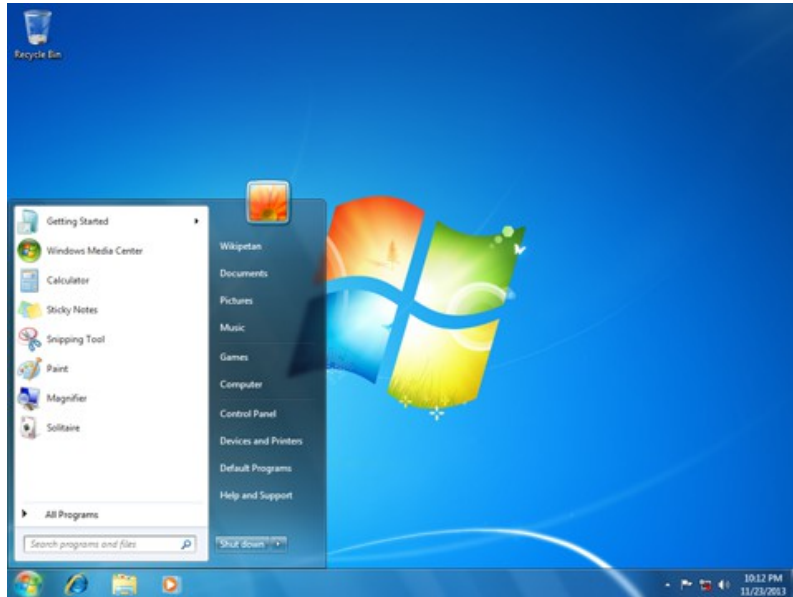 Recycle Bin
Getting Started
Windows Media Center
Calculator
Sticky Notes
Snipping Tool
Paint
Magnifier
Solitaire
All Programs
Search programs and files
Wikipetan
Documents
Pictures
Music
Games
Computer
Control Panel
Devices and Printers
Default Programs
Help and Support
Shut down
10:12 PM
11/23/2013